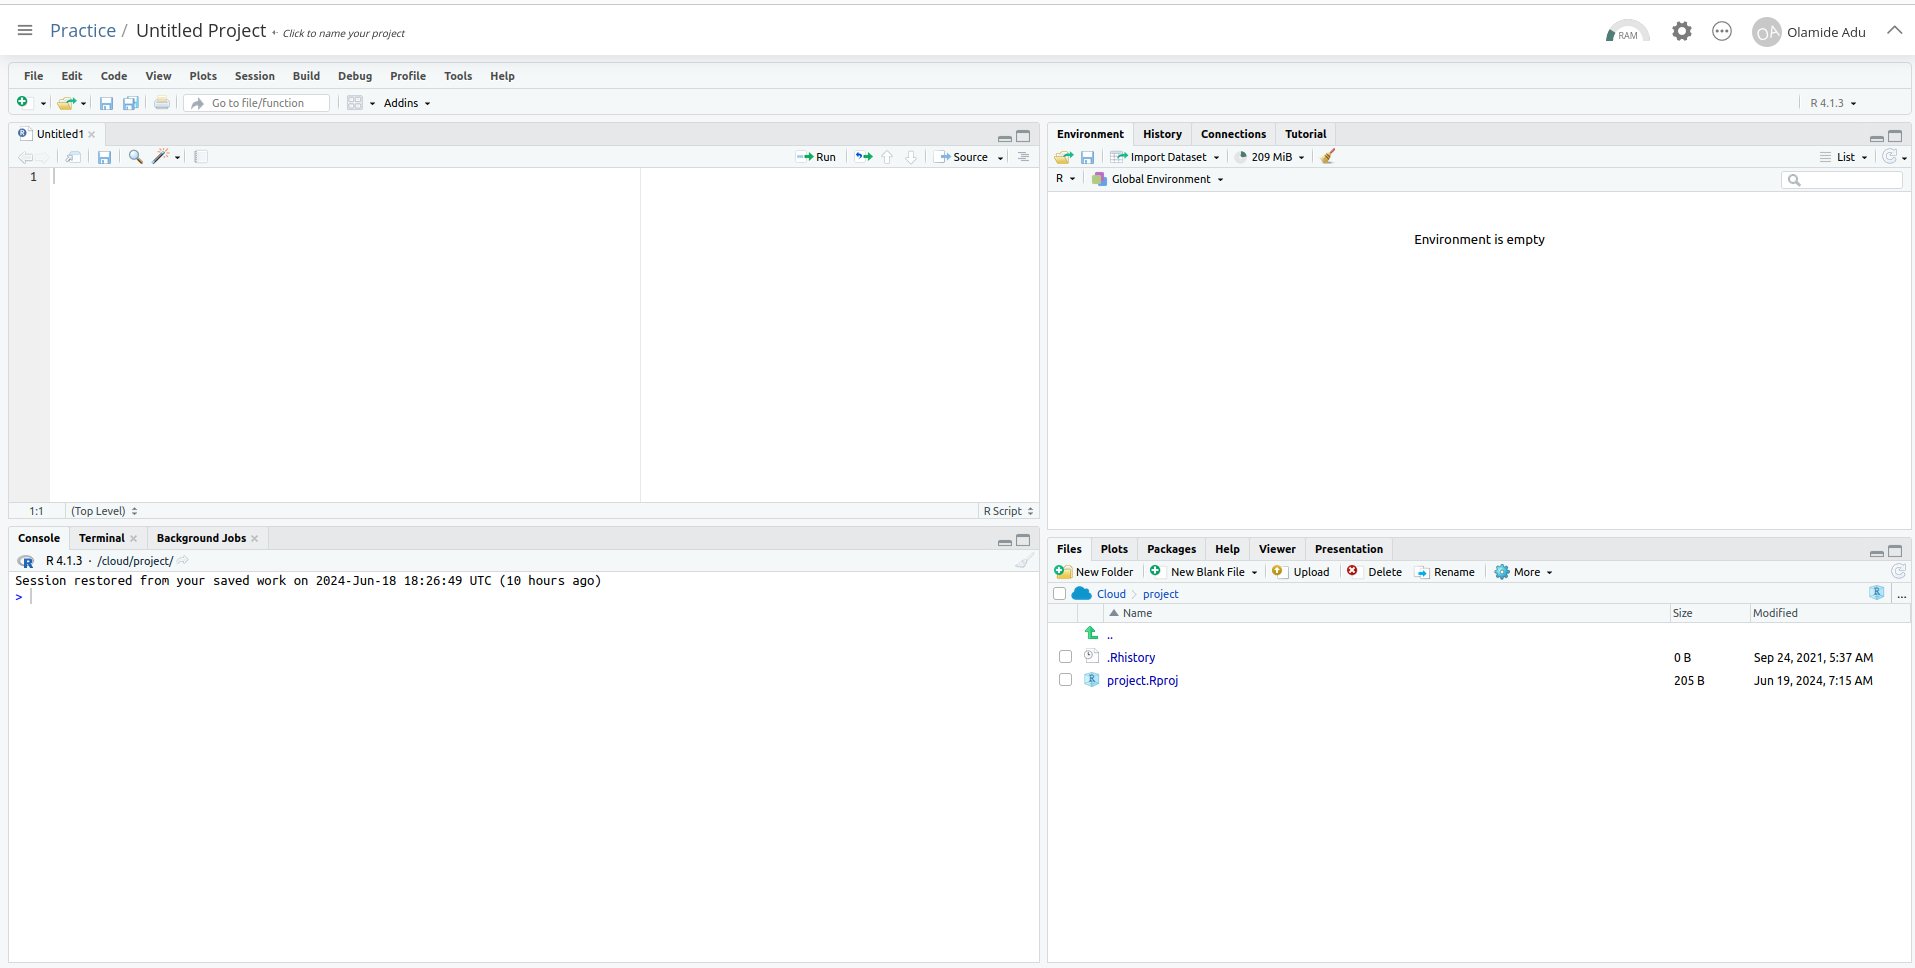 Practice / Untitled Project ← Click to name your project
RAM
OA Olamide Adu
File Edit Code View Plots Session Build Debug Profile Tools Help
Go to file/function Addins R 4.1.3
Untitled1
Run Source
1
1:1 (Top Level) R Script
Environment History Connections Tutorial
Import Dataset 209 MiB List
R Global Environment
Environment is empty
Console Terminal Background Jobs
R 4.1.3 · /cloud/project/
Session restored from your saved work on 2024-Jun-18 18:26:49 UTC (10 hours ago)
>
Files Plots Packages Help Viewer Presentation
New Folder New Blank File Upload Delete Rename More
Cloud project ...
Name Size Modified
..
.Rhistory 0 B Sep 24, 2021, 5:37 AM
project.Rproj 205 B Jun 19, 2024, 7:15 AM